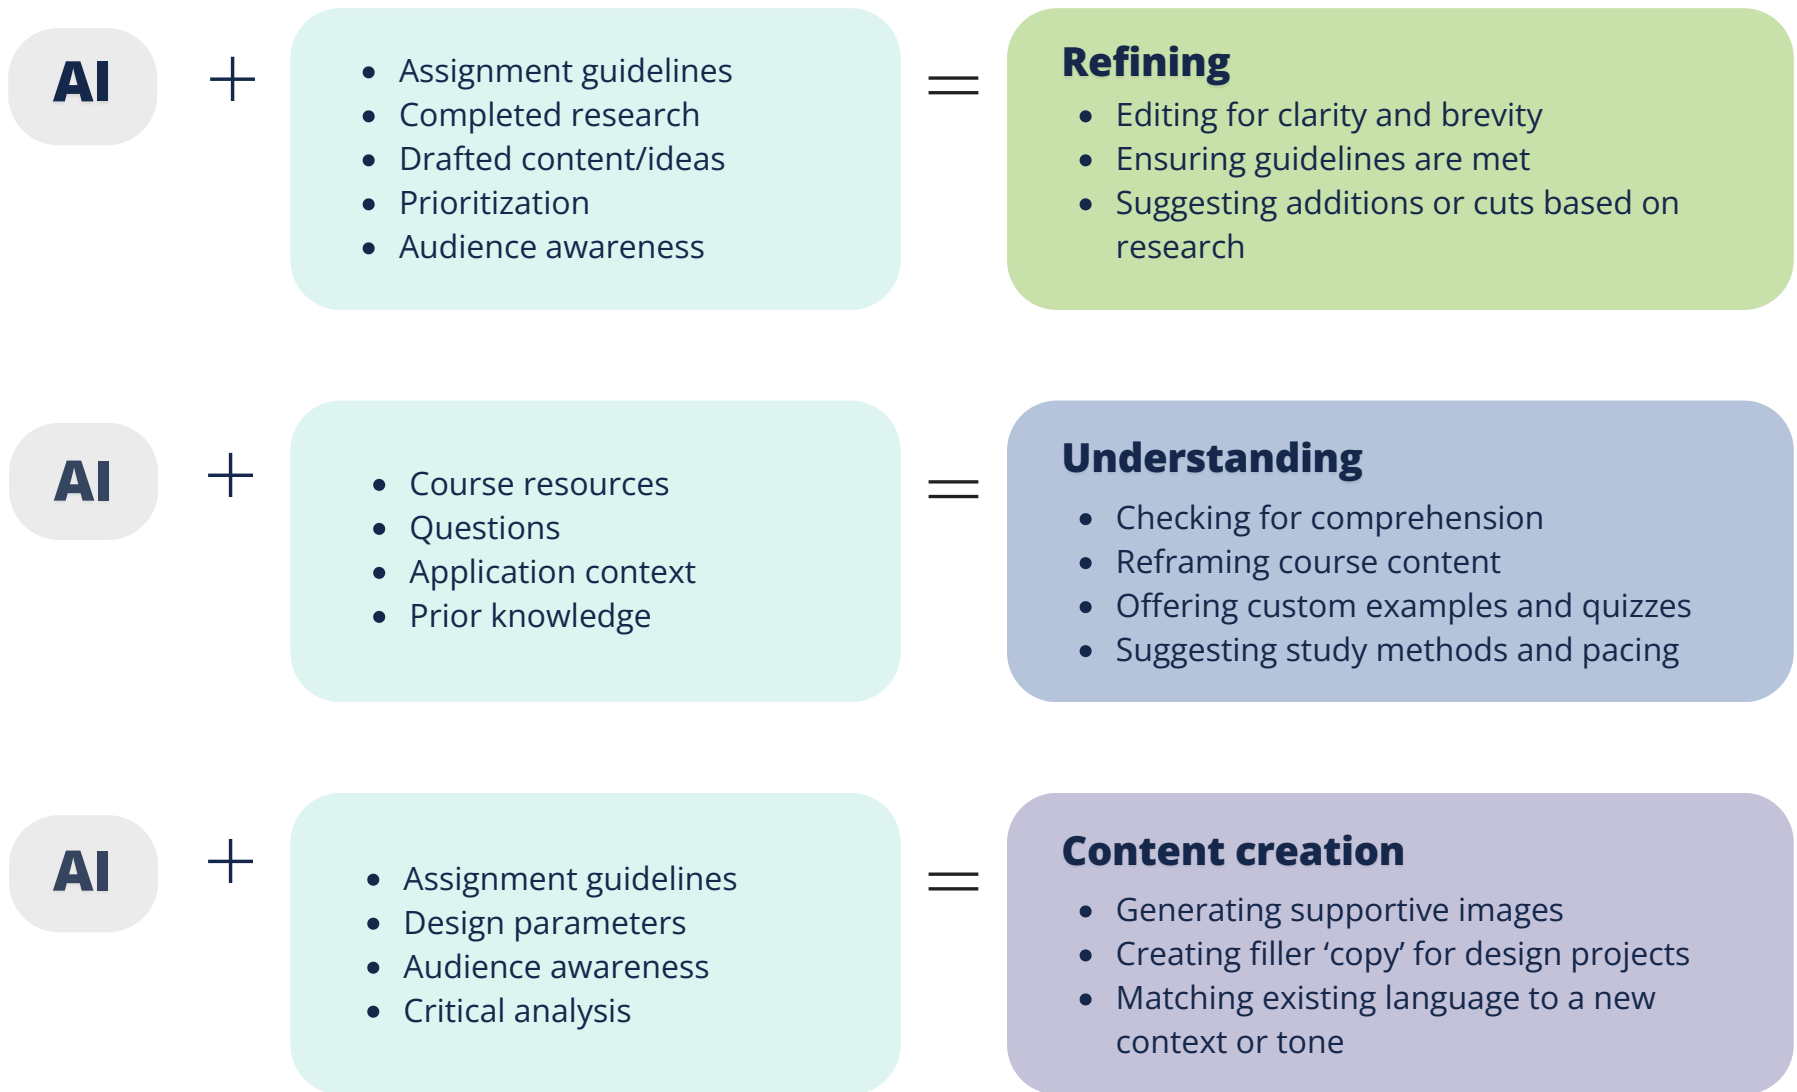 AI
+
• Assignment guidelines
• Completed research
• Drafted content/ideas
• Prioritization
• Audience awareness
=
Refining
• Editing for clarity and brevity
• Ensuring guidelines are met
• Suggesting additions or cuts based on
research
AI
+
• Course resources
• Questions
• Application context
• Prior knowledge
=
Understanding
• Checking for comprehension
• Reframing course content
• Offering custom examples and quizzes
• Suggesting study methods and pacing
AI
+
• Assignment guidelines
• Design parameters
• Audience awareness
• Critical analysis
=
Content creation
• Generating supportive images
• Creating filler ‘copy’ for design projects
• Matching existing language to a new
context or tone